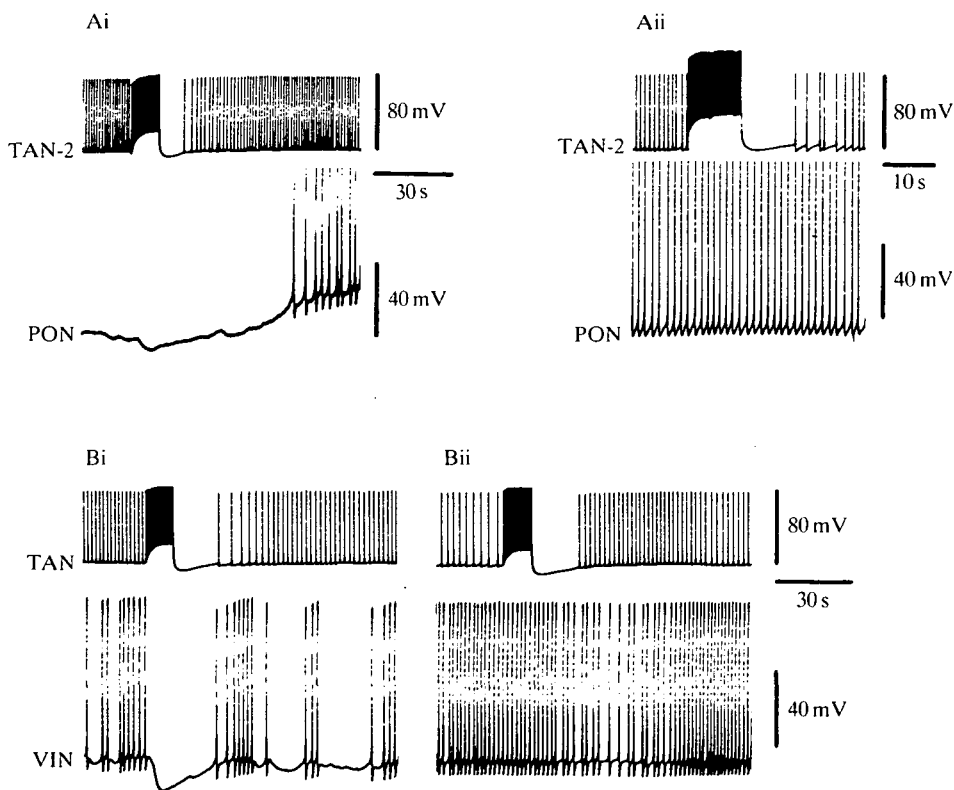 Ai
Aii
80 mV
TAN-2
30 s
40 mV
PON
80 mV
TAN-2
10 s
40 mV
PON
Bi
Bii
TAN
80 mV
30 s
40 mV
VIN